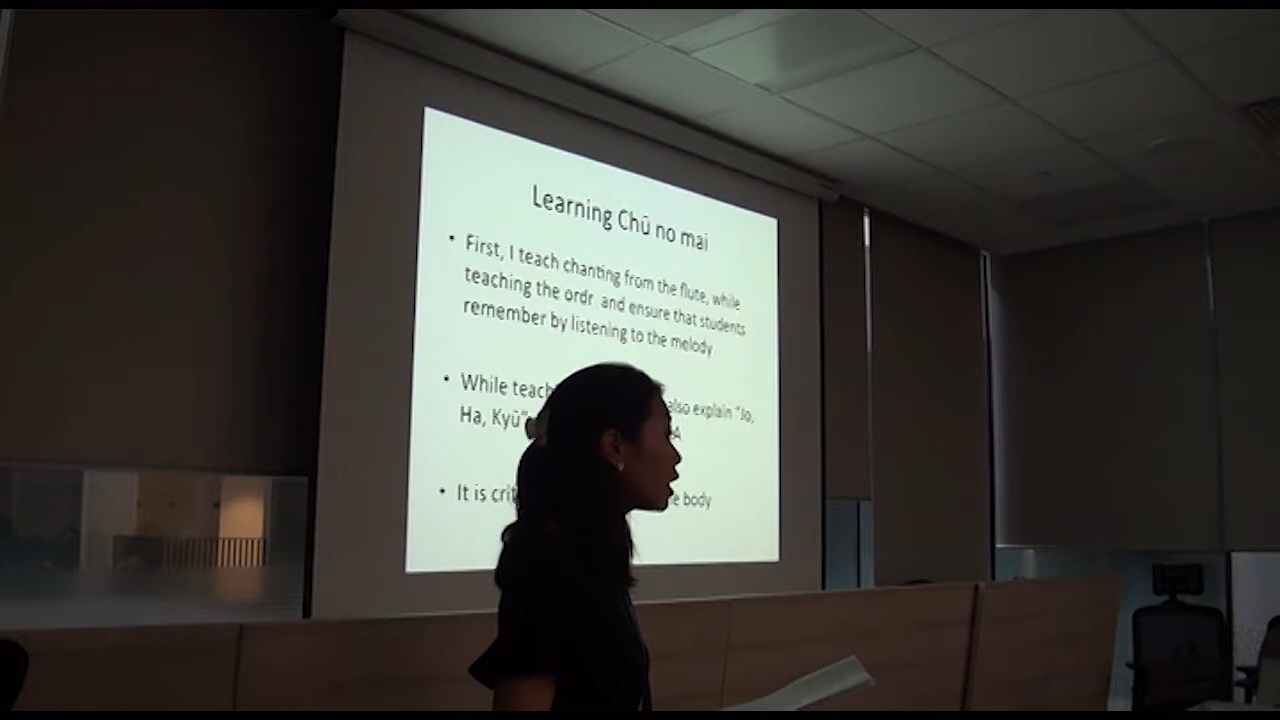 Learning Chū no mai
• First, I teach chanting from the flute, while
teaching the ordr and ensure that students
remember by listening to the melody
• While teach also explain "Jo,
Ha, Kyū"
• It is crit e body